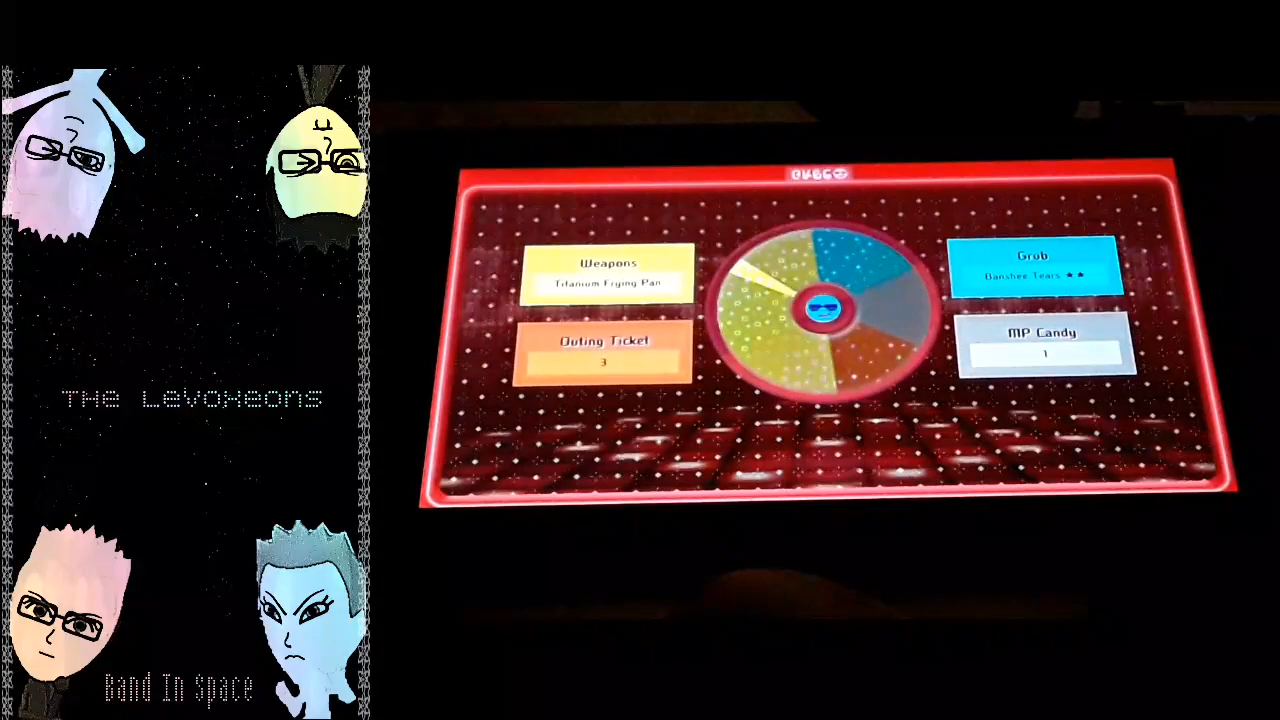 THE LeVOXeons
Band In Space
Weapons
Titanium Frying Pan
Outing Ticket
3
Grub
Banshee Tears ★★
MP Candy
1